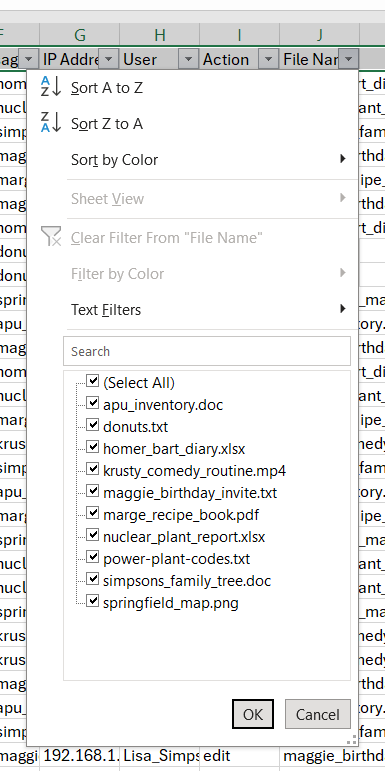 F G H I J
sag IP Addre User Action File Nar
Sort A to Z
Sort Z to A
Sort by Color
Sheet View
Clear Filter From "File Name"
Filter by Color
Text Filters
Search
(Select All)
apu_inventory.doc
donuts.txt
homer_bart_diary.xlsx
krusty_comedy_routine.mp4
maggie_birthday_invite.txt
marge_recipe_book.pdf
nuclear_plant_report.xlsx
power-plant-codes.txt
simpsons_family_tree.doc
springfield_map.png
OK Cancel
maggi 192.168.1. Lisa_Simps edit maggie_birthd